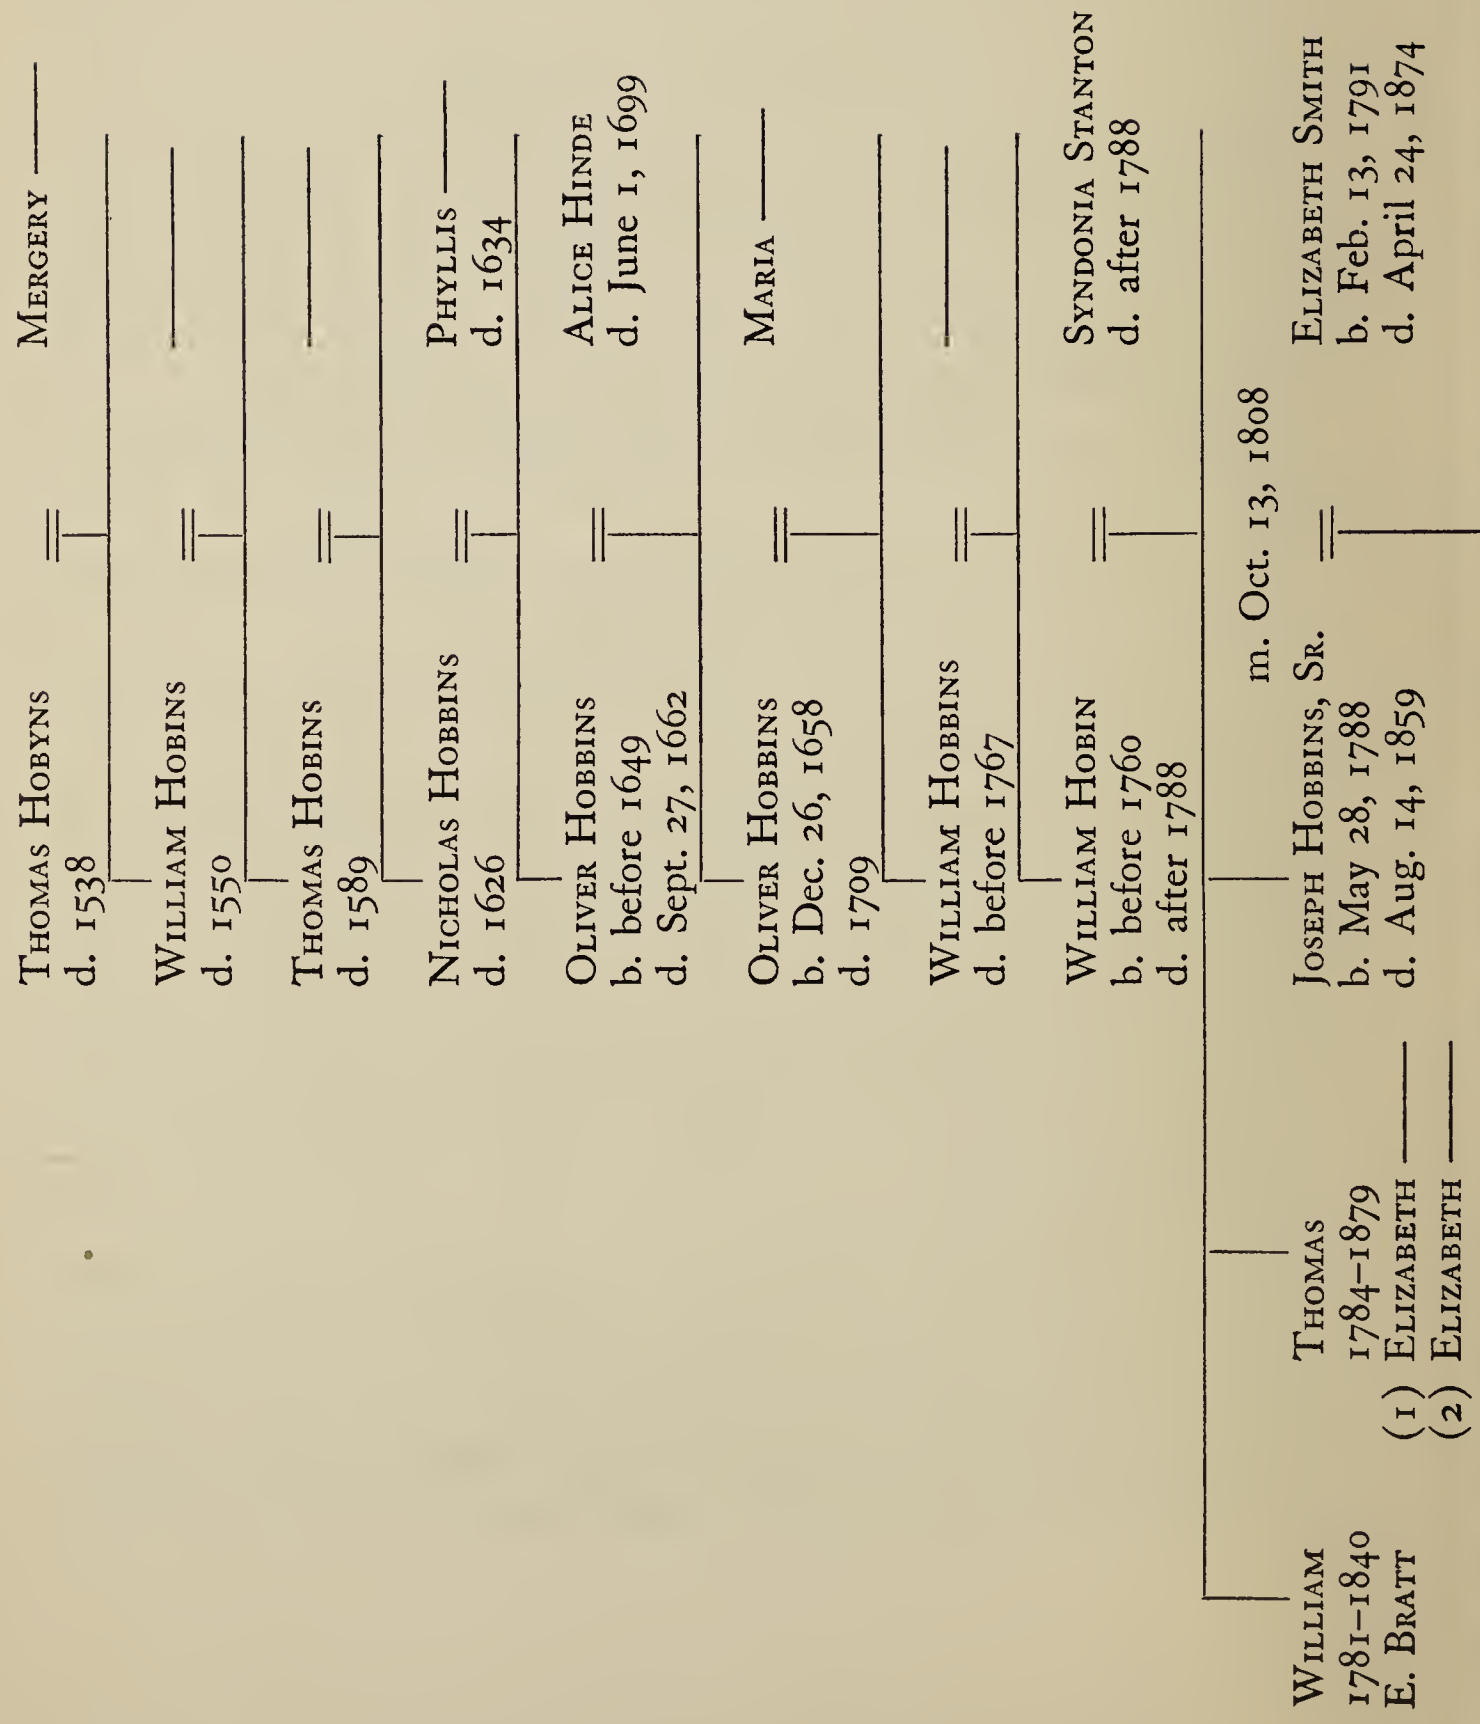 THOMAS HOBYNS
d. 1538
MERGERY
WILLIAM HOBINS
d. 1550
THOMAS HOBINS
d. 1589
NICHOLAS HOBBINS
d. 1626
PHYLLIS
d. 1634
OLIVER HOBBINS
b. before 1649
d. Sept. 27, 1662
ALICE HINDE
d. June 1, 1699
OLIVER HOBBINS
b. Dec. 26, 1658
d. 1709
MARIA
WILLIAM HOBBINS
d. before 1767
WILLIAM HOBIN
b. before 1760
d. after 1788
SYNDONIA STANTON
d. after 1788
WILLIAM
1781–1840
E. BRATT
THOMAS
1784–1879
(1) ELIZABETH
(2) ELIZABETH
m. Oct. 13, 1808
JOSEPH HOBBINS, SR.
b. May 28, 1788
d. Aug. 14, 1859
ELIZABETH SMITH
b. Feb. 13, 1791
d. April 24, 1874